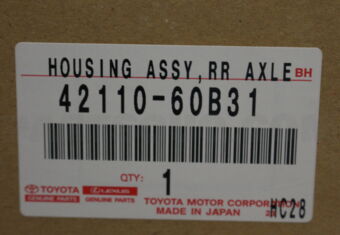 HOUSING ASSY,RR AXLE BH
42110-60B31
QTY: 1
TOYOTA LEXUS TOYOTA MOTOR CORPORATION
GENUINE PARTS GENUINE PARTS MADE IN JAPAN HC28